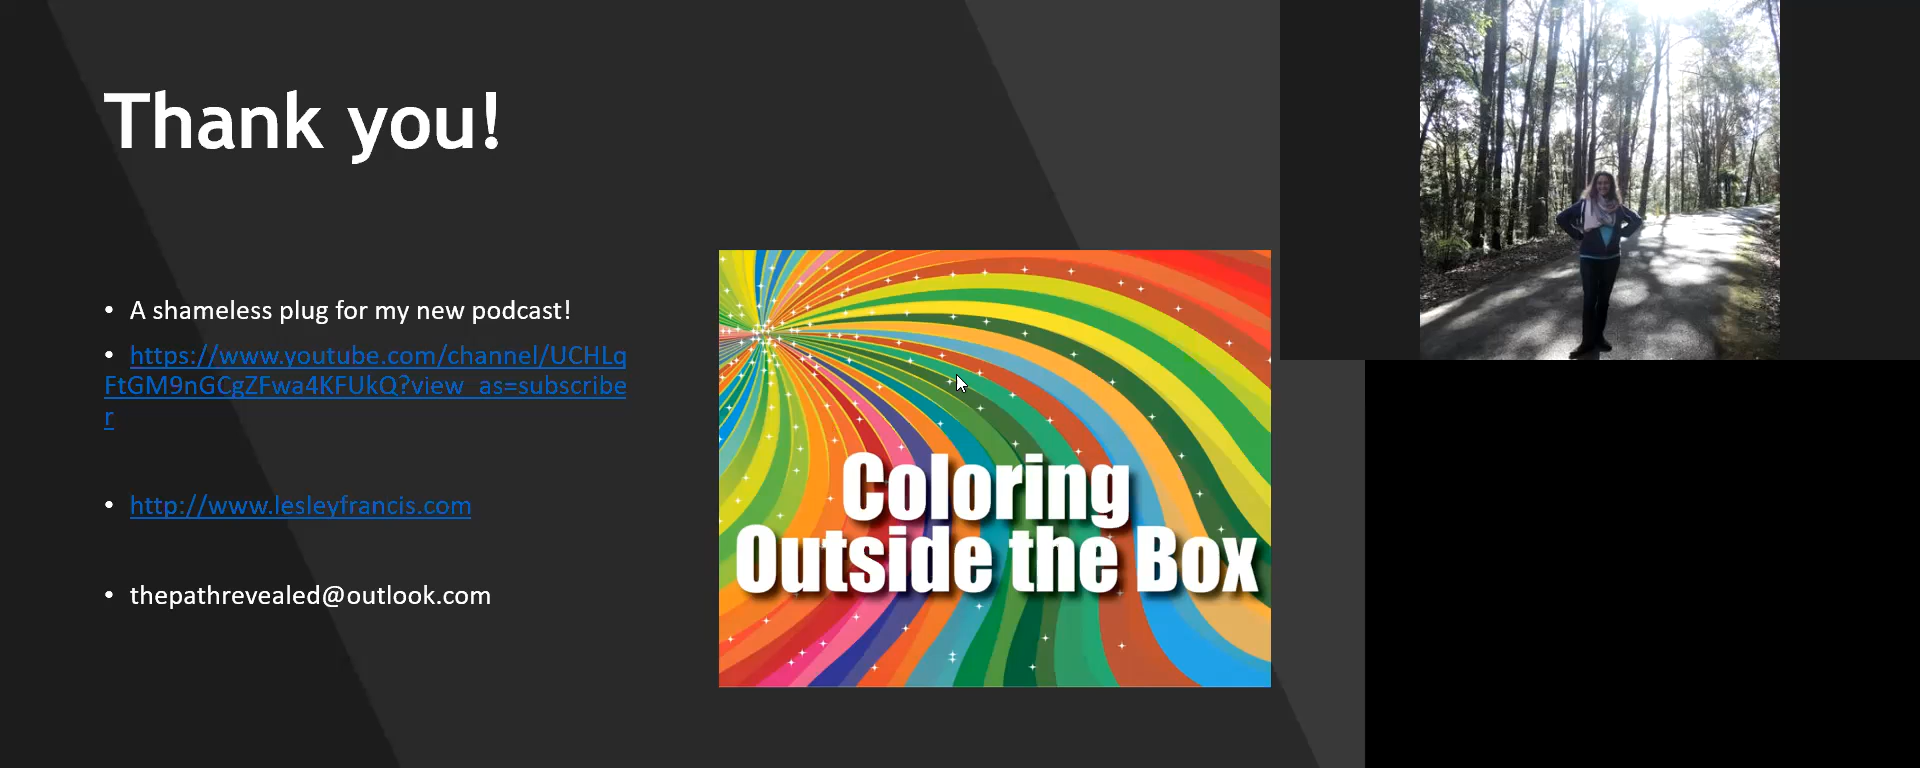 Thank you!
• A shameless plug for my new podcast!
• https://www.youtube.com/channel/UCHLq
FtGM9nGCgZFwa4KFUkQ?view_as=subscribe
r
• http://www.lesleyfrancis.com
• thepathrevealed@outlook.com
Coloring
Outside the Box